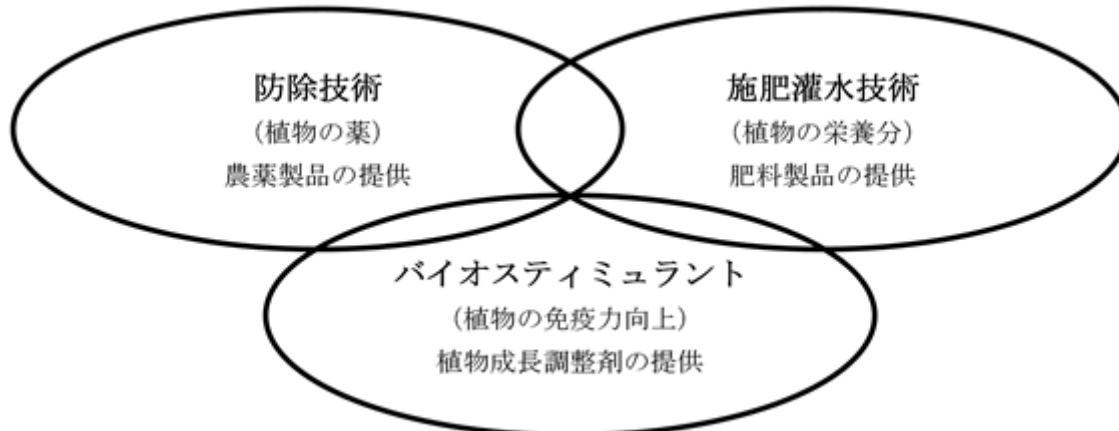 防除技術
(植物の薬)
農薬製品の提供
施肥灌水技術
(植物の栄養分)
肥料製品の提供
バイオスティミュラント
(植物の免疫力向上)
植物成長調整剤の提供